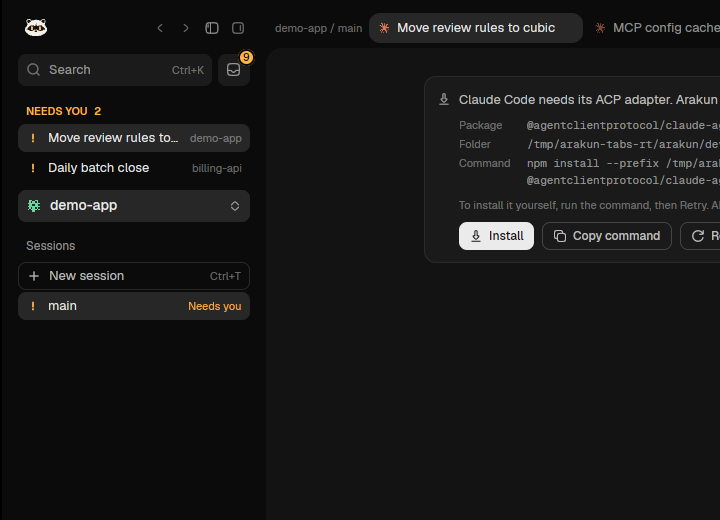 demo-app / main
Move review rules to cubic
MCP config cache
Search
Ctrl+K
9
NEEDS YOU 2
! Move review rules to... demo-app
! Daily batch close billing-api
demo-app
Sessions
+ New session Ctrl+T
! main Needs you
Claude Code needs its ACP adapter. Arakun
Package @agentclientprotocol/claude-ag
Folder /tmp/arakun-tabs-rt/arakun/de
Command npm install --prefix /tmp/ara
@agentclientprotocol/claude-ag
To install it yourself, run the command, then Retry.
Install
Copy command